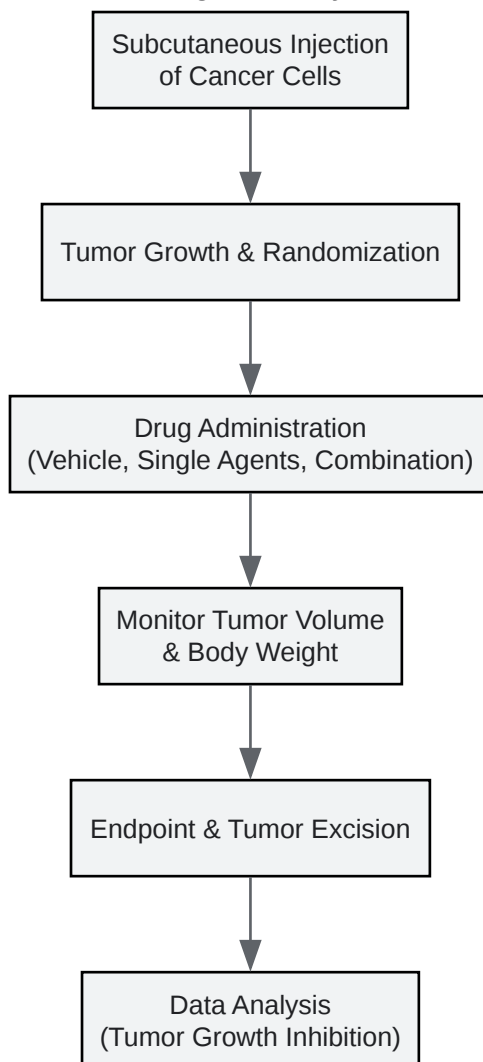 Subcutaneous Injection
of Cancer Cells
Tumor Growth & Randomization
Drug Administration
(Vehicle, Single Agents, Combination)
Monitor Tumor Volume
& Body Weight
Endpoint & Tumor Excision
Data Analysis
(Tumor Growth Inhibition)